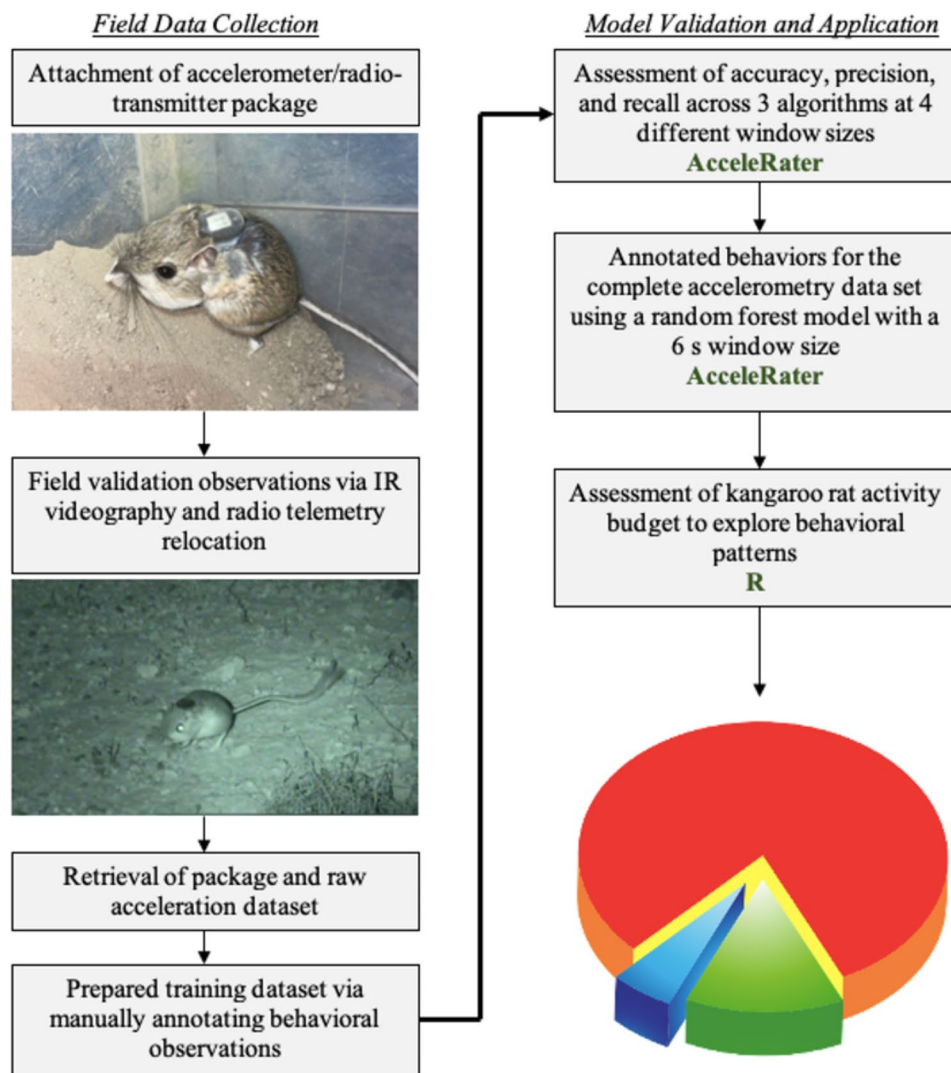 Field Data Collection
Attachment of accelerometer/radio-
transmitter package
Field validation observations via IR
videography and radio telemetry
relocation
Retrieval of package and raw
acceleration dataset
Prepared training dataset via
manually annotating behavioral
observations
Model Validation and Application
Assessment of accuracy, precision,
and recall across 3 algorithms at 4
different window sizes
AcceleRater
Annotated behaviors for the
complete accelerometry data set
using a random forest model with a
6 s window size
AcceleRater
Assessment of kangaroo rat activity
budget to explore behavioral
patterns
R